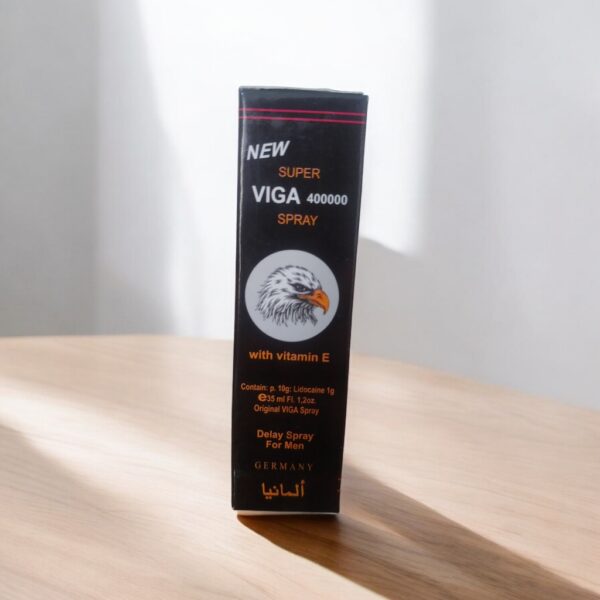 NEW
SUPER
VIGA 400000
SPRAY
with vitamin E
Contain: p. 10g: Lidocaine 1g
℮35 ml Fl. 1,2oz.
Original VIGA Spray
Delay Spray
For Men
GERMANY
ألمانيا